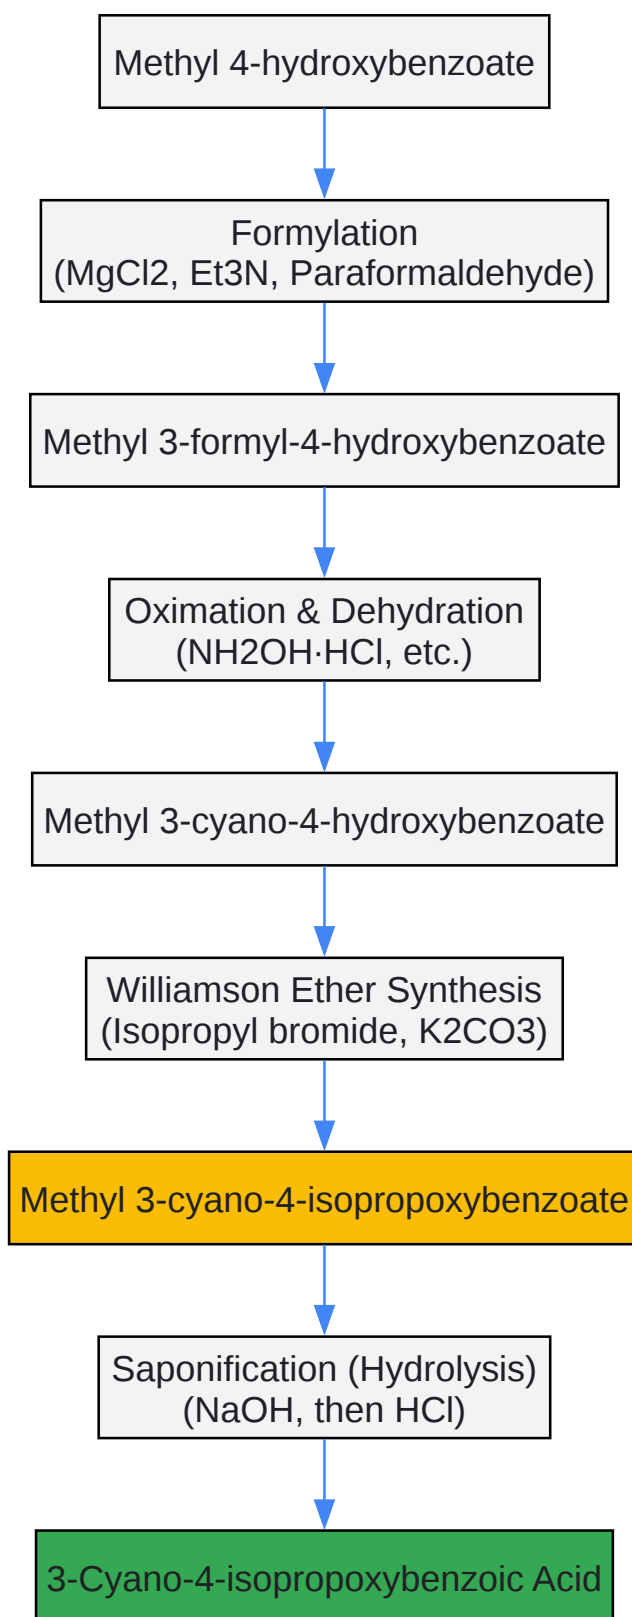 Methyl 4-hydroxybenzoate
Formylation
(MgCl2, Et3N, Paraformaldehyde)
Methyl 3-formyl-4-hydroxybenzoate
Oximation & Dehydration
(NH2OH·HCl, etc.)
Methyl 3-cyano-4-hydroxybenzoate
Williamson Ether Synthesis
(Isopropyl bromide, K2CO3)
Methyl 3-cyano-4-isopropoxybenzoate
Saponification (Hydrolysis)
(NaOH, then HCl)
3-Cyano-4-isopropoxybenzoic Acid